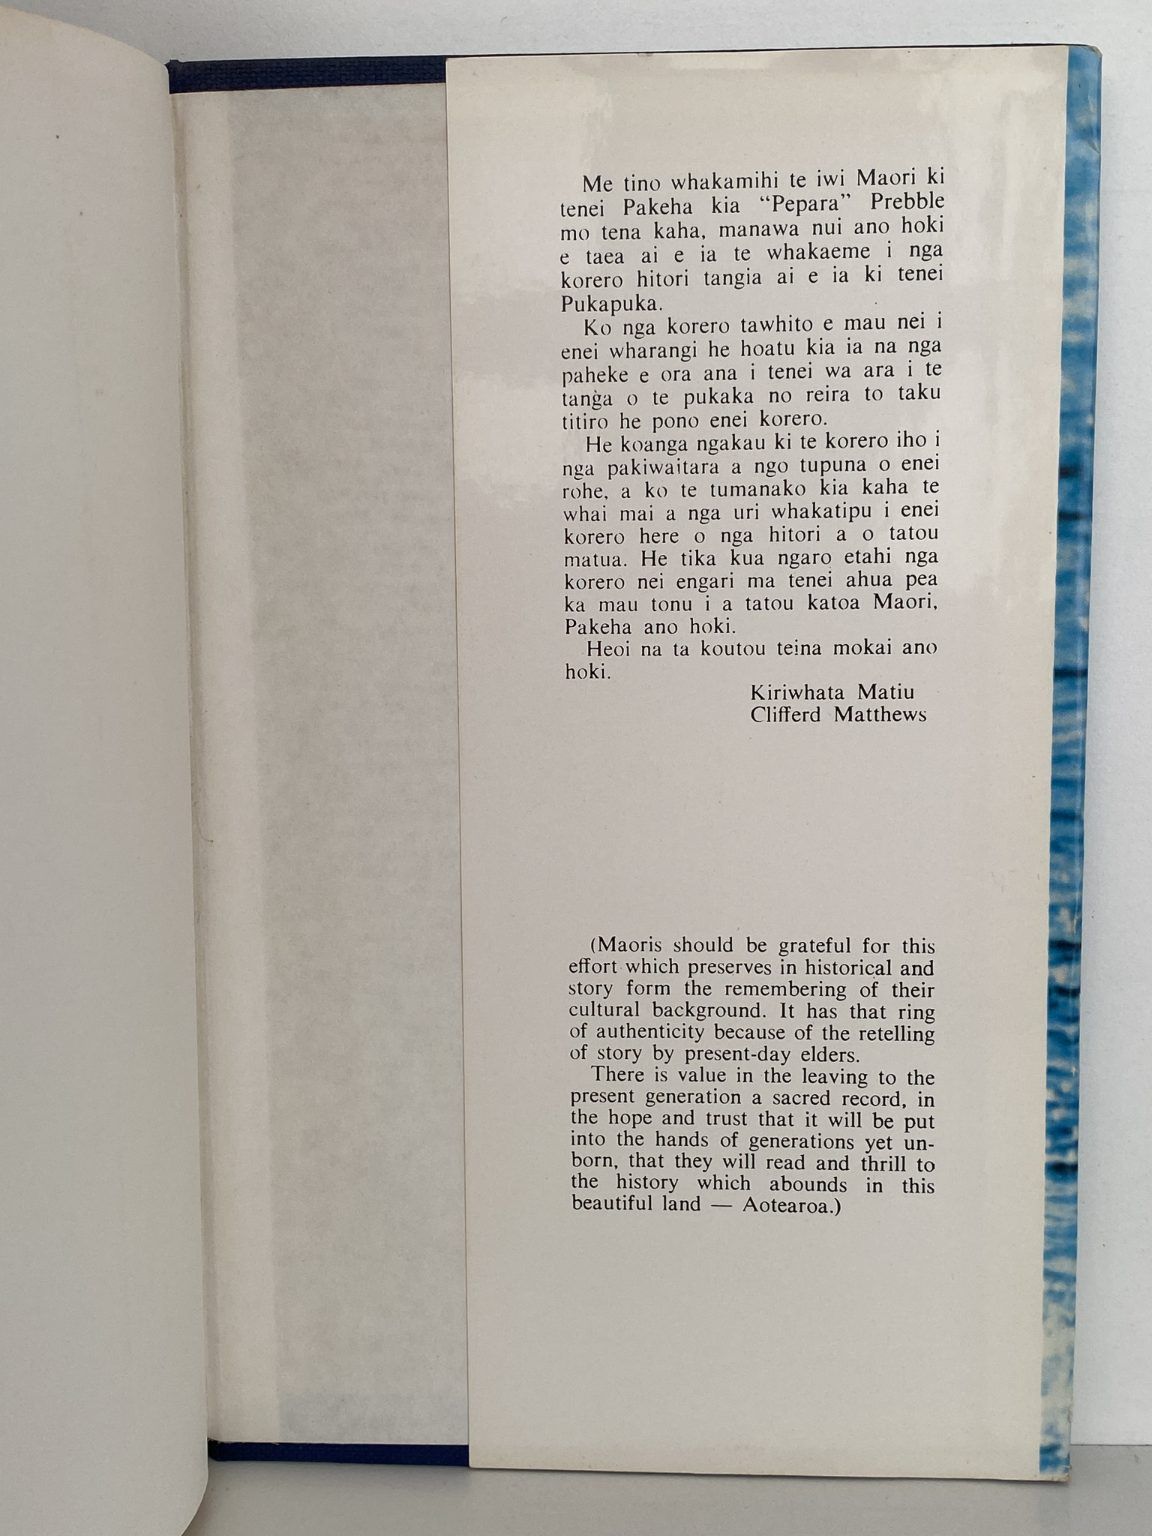 Me tino whakamihi te iwi Maori ki
tenei Pakeha kia “Pepara” Prebble
mo tena kaha, manawa nui ano hoki
e taea ai e ia te whakaeme i nga
korero hitori tangia ai e ia ki tenei
Pukapuka.
Ko nga korero tawhito e mau nei i
enei wharangi he hoatu kia ia na nga
paheke e ora ana i tenei wa ara i te
tanga o te pukaka no reira to taku
titiro he pono enei korero.
He koanga ngakau ki te korero iho i
nga pakiwaitara a ngo tupuna o enei
rohe, a ko te tumanako kia kaha te
whai mai a nga uri whakatipu i enei
korero here o nga hitori a o tatou
matua. He tika kua ngaro etahi nga
korero nei engari ma tenei ahua pea
ka mau tonu i a tatou katoa Maori,
Pakeha ano hoki.
Heoi na ta koutou teina mokai ano
hoki.
Kiriwhata Matiu
Clifferd Matthews
(Maoris should be grateful for this
effort which preserves in historical and
story form the remembering of their
cultural background. It has that ring
of authenticity because of the retelling
of story by present-day elders.
There is value in the leaving to the
present generation a sacred record, in
the hope and trust that it will be put
into the hands of generations yet un-
born, that they will read and thrill to
the history which abounds in this
beautiful land — Aotearoa.)